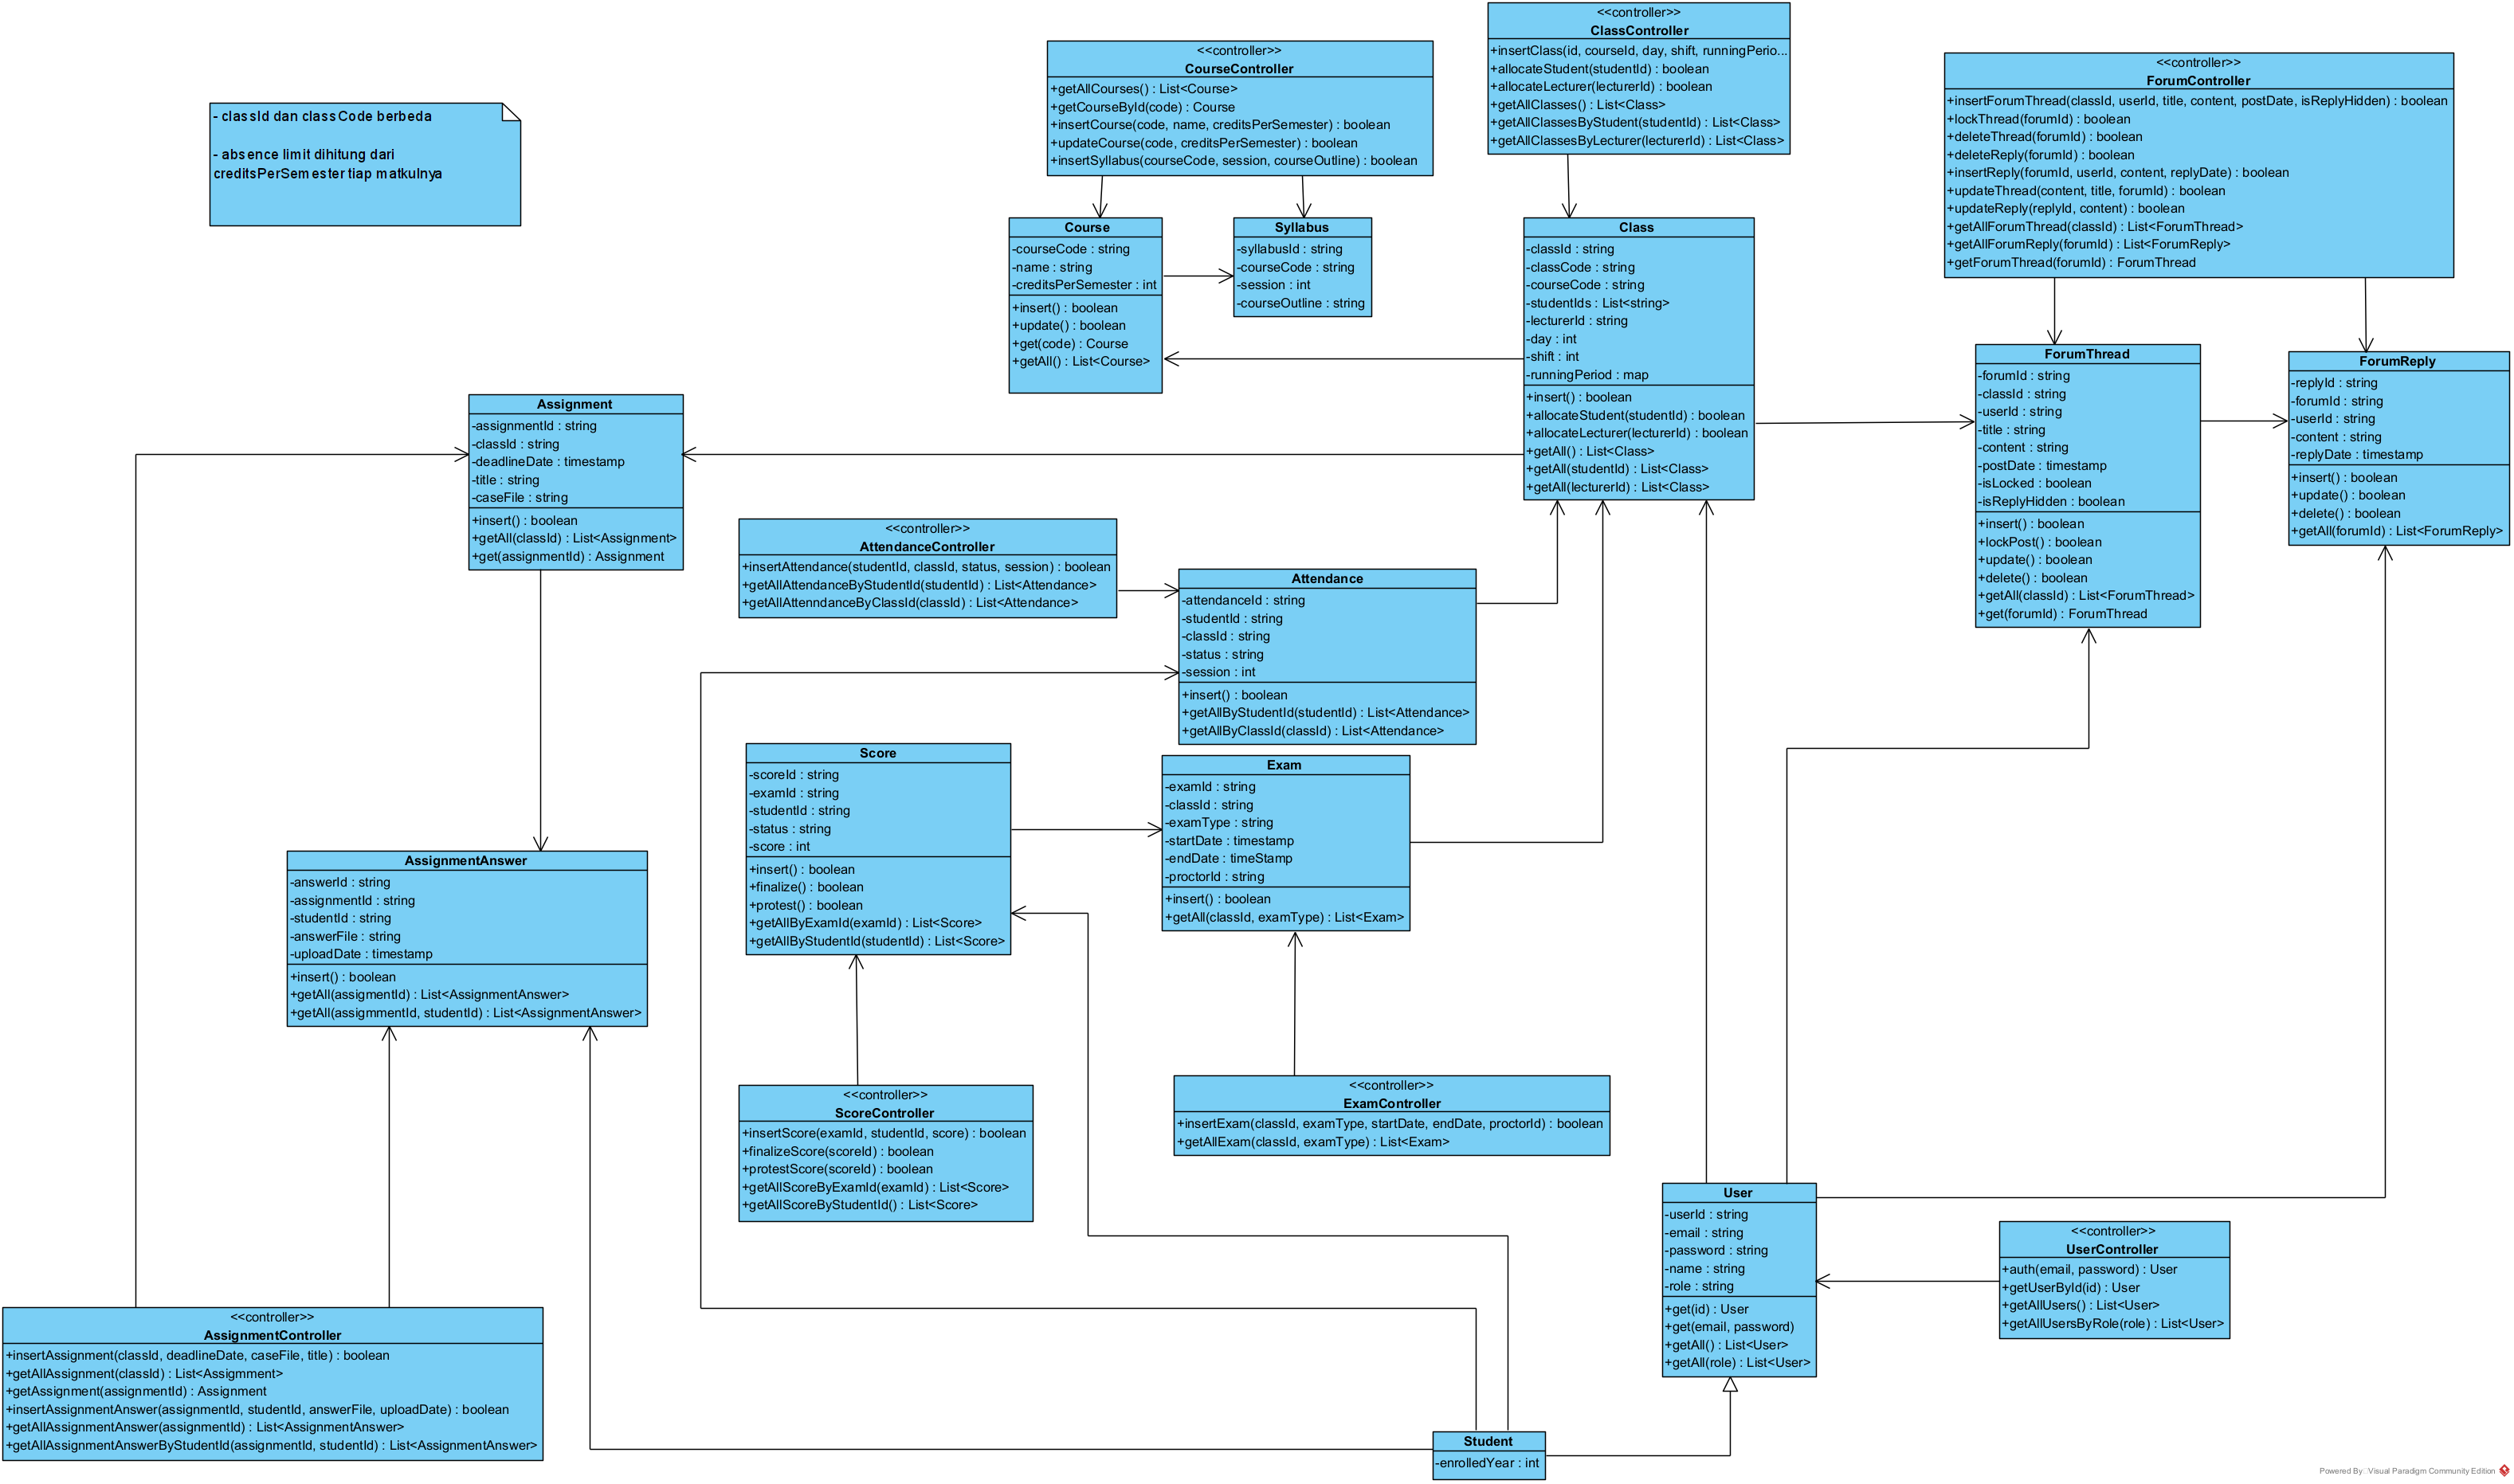 - classId dan classCode berbeda
- absence limit dihitung dari
creditsPerSemester tiap matkulnya
<<controller>>
CourseController
+getAllCourses() : List<Course>
+getCourseById(code) : Course
+insertCourse(code, name, creditsPerSemester) : boolean
+updateCourse(code, creditsPerSemester) : boolean
+insertSyllabus(courseCode, session, courseOutline) : boolean
<<controller>>
ClassController
+insertClass(id, courseId, day, shift, runningPerio...
+allocateStudent(studentId) : boolean
+allocateLecturer(lecturerId) : boolean
+getAllClasses() : List<Class>
+getAllClassesByStudent(studentId) : List<Class>
+getAllClassesByLecturer(lecturerId) : List<Class>
<<controller>>
ForumController
+insertForumThread(classId, userId, title, content, postDate, isReplyHidden) : boolean
+lockThread(forumId) : boolean
+deleteThread(forumId) : boolean
+deleteReply(forumId) : boolean
+insertReply(forumId, userId, content, replyDate) : boolean
+updateThread(content, title, forumId) : boolean
+updateReply(replyId, content) : boolean
+getAllForumThread(classId) : List<ForumThread>
+getAllForumReply(forumId) : List<ForumReply>
+getForumThread(forumId) : ForumThread
Course
-courseCode : string
-name : string
-creditsPerSemester : int
+insert() : boolean
+update() : boolean
+get(code) : Course
+getAll() : List<Course>
Syllabus
-syllabusId : string
-courseCode : string
-session : int
-courseOutline : string
Class
-classId : string
-classCode : string
-courseCode : string
-studentIds : List<string>
-lecturerId : string
-day : int
-shift : int
-runningPeriod : map
+insert() : boolean
+allocateStudent(studentId) : boolean
+allocateLecturer(lecturerId) : boolean
+getAll() : List<Class>
+getAll(studentId) : List<Class>
+getAll(lecturerId) : List<Class>
ForumThread
-forumId : string
-classId : string
-userId : string
-title : string
-content : string
-postDate : timestamp
-isLocked : boolean
-isReplyHidden : boolean
+insert() : boolean
+lockPost() : boolean
+update() : boolean
+delete() : boolean
+getAll(classId) : List<ForumThread>
+get(forumId) : ForumThread
ForumReply
-replyId : string
-forumId : string
-userId : string
-content : string
-replyDate : timestamp
+insert() : boolean
+update() : boolean
+delete() : boolean
+getAll(forumId) : List<ForumReply>
Assignment
-assignmentId : string
-classId : string
-deadlineDate : timestamp
-title : string
-caseFile : string
+insert() : boolean
+getAll(classId) : List<Assignment>
+get(assignmentId) : Assignment
<<controller>>
AttendanceController
+insertAttendance(studentId, classId, status, session) : boolean
+getAllAttendanceByStudentId(studentId) : List<Attendance>
+getAllAttenndanceByClassId(classId) : List<Attendance>
Attendance
-attendanceId : string
-studentId : string
-classId : string
-status : string
-session : int
+insert() : boolean
+getAllByStudentId(studentId) : List<Attendance>
+getAllByClassId(classId) : List<Attendance>
Score
-scoreId : string
-examId : string
-studentId : string
-status : string
-score : int
+insert() : boolean
+finalize() : boolean
+protest() : boolean
+getAllByExamId(examId) : List<Score>
+getAllByStudentId(studentId) : List<Score>
Exam
-examId : string
-classId : string
-examType : string
-startDate : timestamp
-endDate : timeStamp
-proctorId : string
+insert() : boolean
+getAll(classId, examType) : List<Exam>
AssignmentAnswer
-answerId : string
-assignmentId : string
-studentId : string
-answerFile : string
-uploadDate : timestamp
+insert() : boolean
+getAll(assigmentId) : List<AssignmentAnswer>
+getAll(assigmmentId, studentId) : List<AssignmentAnswer>
<<controller>>
ScoreController
+insertScore(examId, studentId, score) : boolean
+finalizeScore(scoreId) : boolean
+protestScore(scoreId) : boolean
+getAllScoreByExamId(examId) : List<Score>
+getAllScoreByStudentId() : List<Score>
<<controller>>
ExamController
+insertExam(classId, examType, startDate, endDate, proctorId) : boolean
+getAllExam(classId, examType) : List<Exam>
User
-userId : string
-email : string
-password : string
-name : string
-role : string
+get(id) : User
+get(email, password)
+getAll() : List<User>
+getAll(role) : List<User>
<<controller>>
UserController
+auth(email, password) : User
+getUserById(id) : User
+getAllUsers() : List<User>
+getAllUsersByRole(role) : List<User>
<<controller>>
AssignmentController
+insertAssignment(classId, deadlineDate, caseFile, title) : boolean
+getAllAssignment(classId) : List<Assigmment>
+getAssignment(assignmentId) : Assignment
+insertAssignmentAnswer(assignmentId, studentId, answerFile, uploadDate) : boolean
+getAllAssignmentAnswer(assignmentId) : List<AssignmentAnswer>
+getAllAssignmentAnswerByStudentId(assignmentId, studentId) : List<AssignmentAnswer>
Student
-enrolledYear : int
Powered By: Visual Paradigm Community Edition